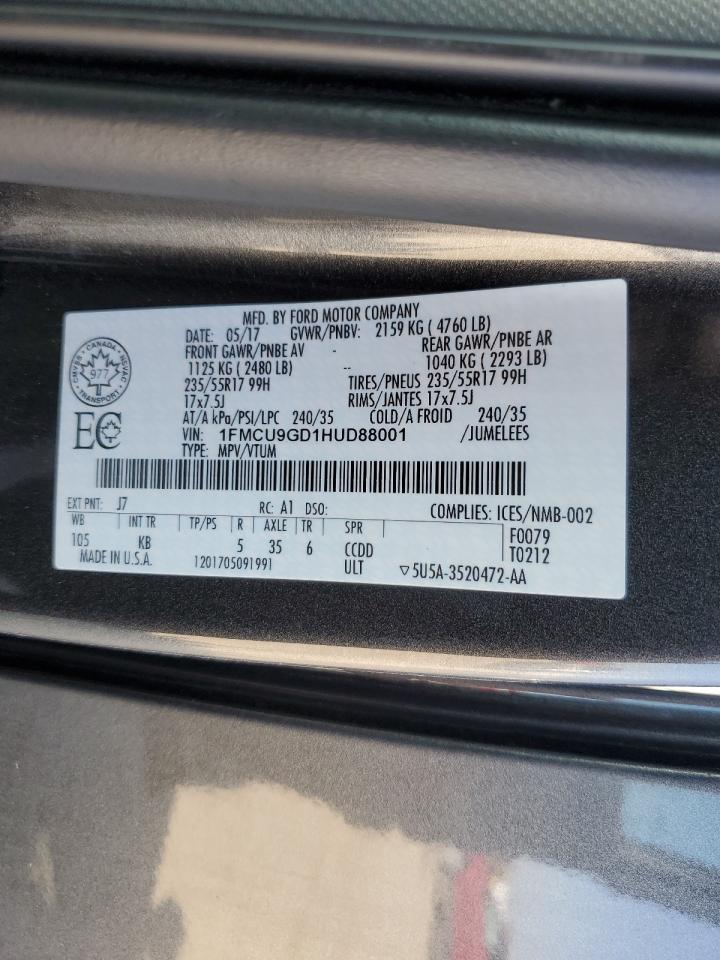 MFD. BY FORD MOTOR COMPANY
DATE: 05/17 GVWR/PNBV: 2159 KG ( 4760 LB)
FRONT GAWR/PNBE AV - REAR GAWR/PNBE AR
1125 KG ( 2480 LB) -- 1040 KG ( 2293 LB)
235/55R17 99H TIRES/PNEUS 235/55R17 99H
17x7.5J RIMS/JANTES 17x7.5J
AT/A kPa/PSI/LPC 240/35 COLD/A FROID 240/35
VIN: 1FMCU9GD1HUD88001 /JUMELEES
TYPE: MPV/VTUM
CMVSS · CANADA · NSVAC
977
TRANSPORT
EC
EXT PNT: J7 RC: A1 DSO: COMPLIES: ICES/NMB-002
WB INT TR TP/PS R AXLE TR SPR F0079
105 KB 5 35 6 CCDD T0212
MADE IN U.S.A. 1201705091991 ULT ▽5U5A-3520472-AA